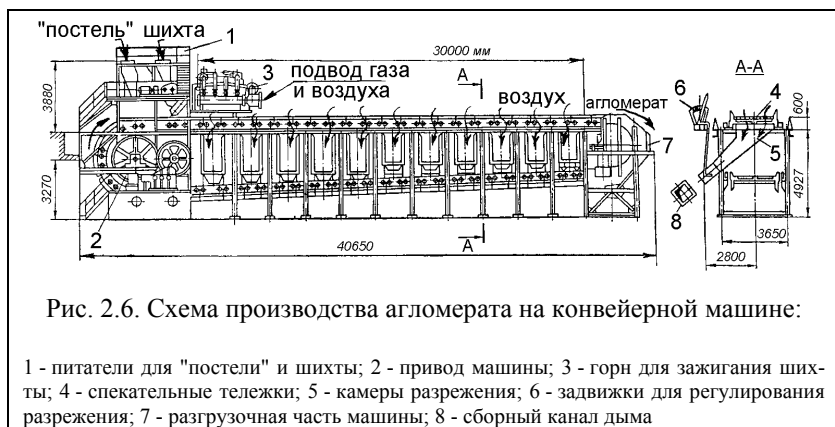 "постель" шихта
1
30000 мм
3
подвод газа
и воздуха
А
А-А
4
6
3880
воздух
агломерат
600
7
5
3270
4927
8
2
А
3650
40650
2800
Рис. 2.6. Схема производства агломерата на конвейерной машине:
1 - питатели для "постели" и шихты; 2 - привод машины; 3 - горн для зажигания ших-
ты; 4 - спекательные тележки; 5 - камеры разрежения; 6 - задвижки для регулирования
разрежения; 7 - разгрузочная часть машины; 8 - сборный канал дыма